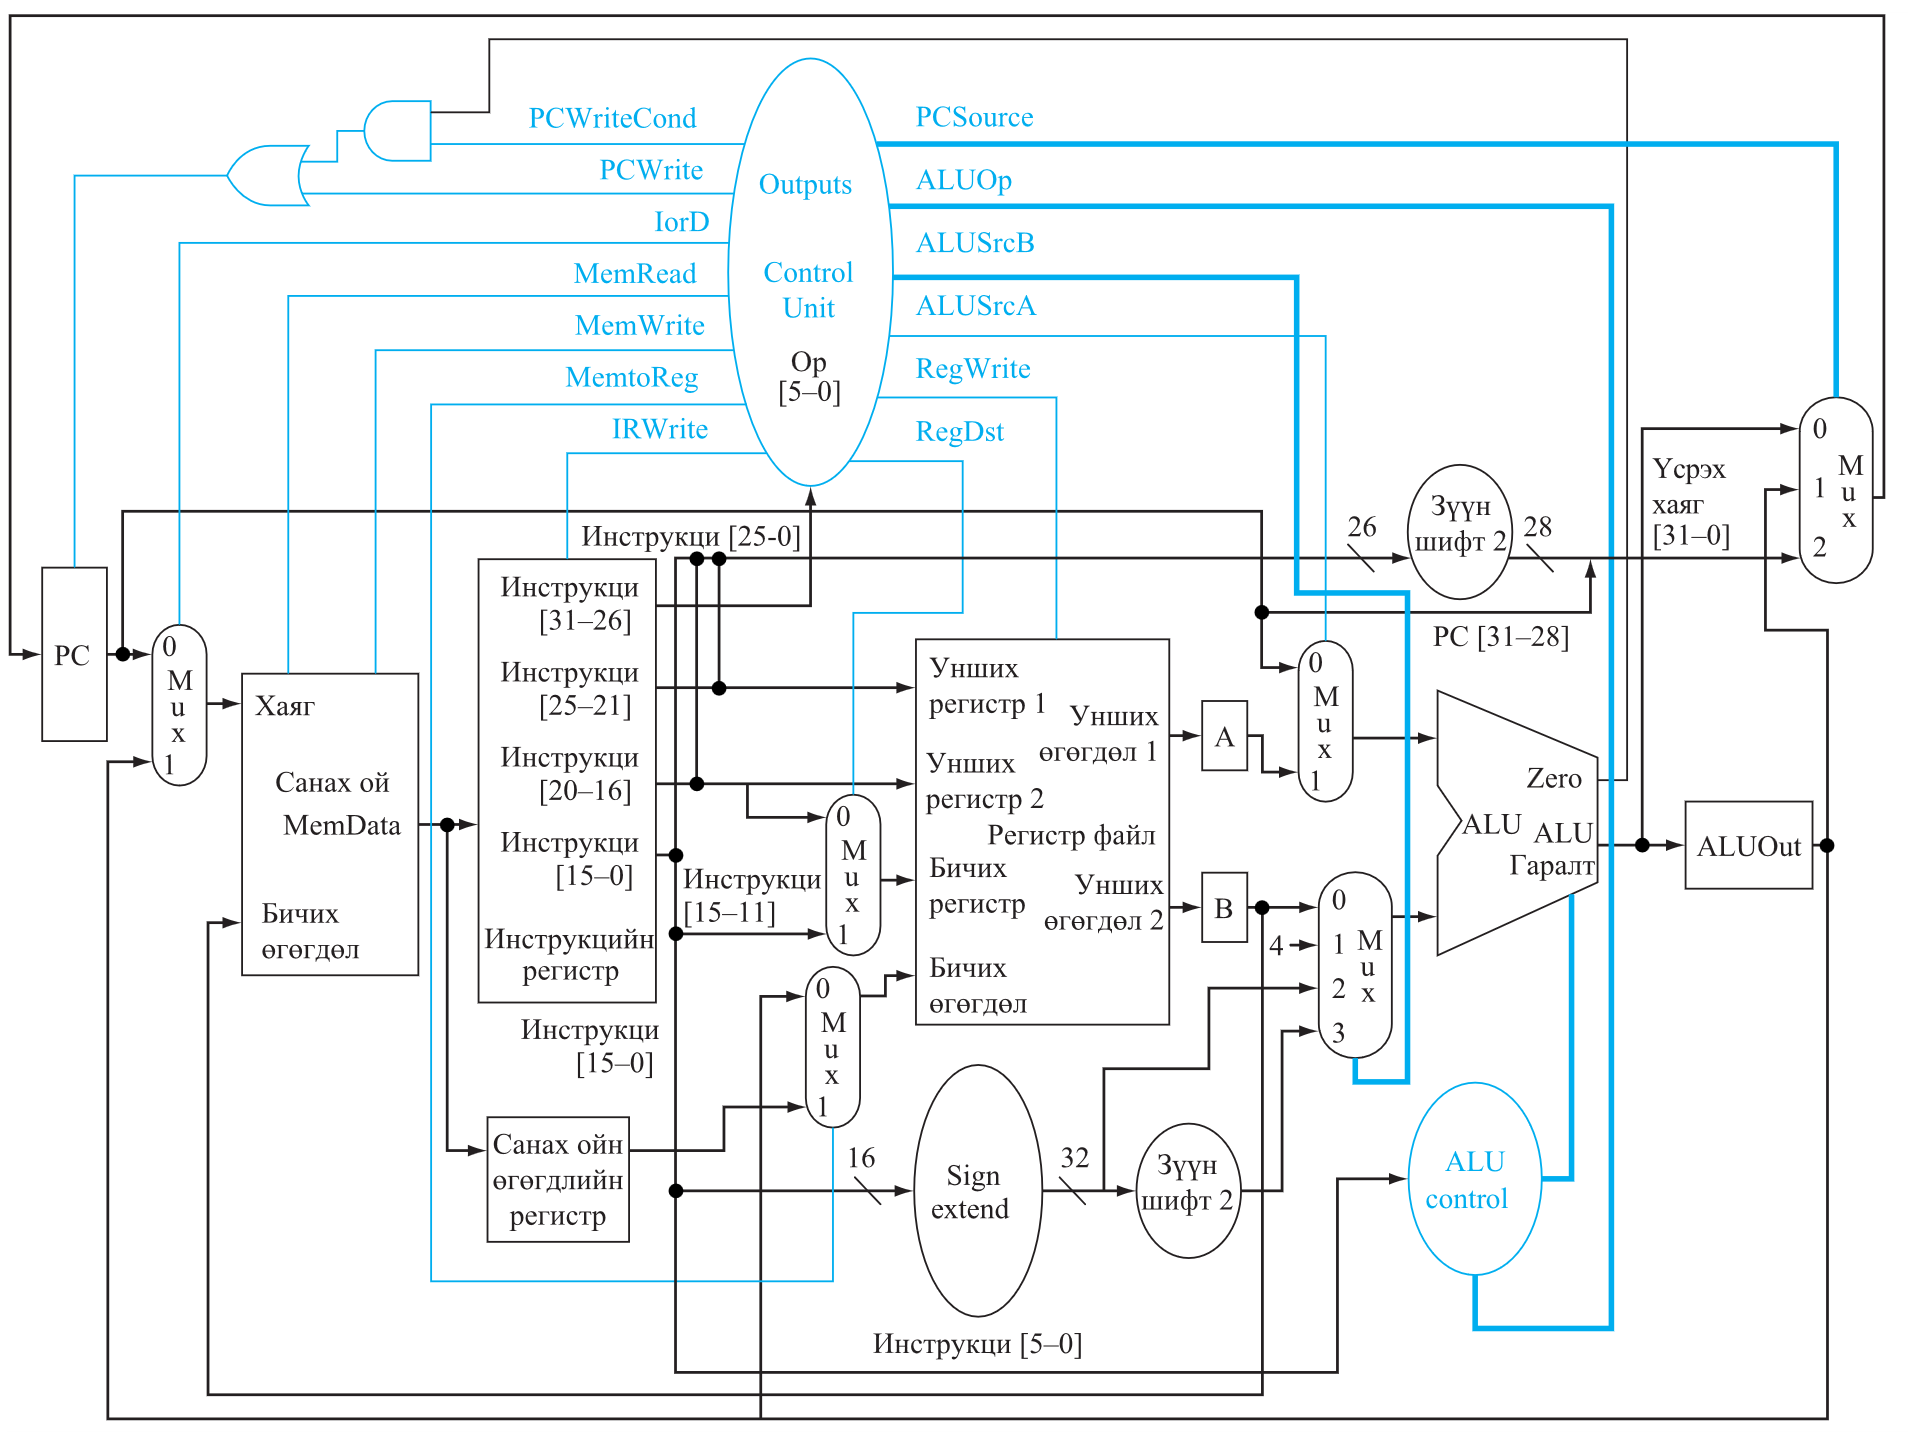 PCWriteCond
PCWrite
IorD
MemRead
MemWrite
MemtoReg
IRWrite
Outputs
Control
Unit
Op
[5–0]
PCSource
ALUOp
ALUSrcB
ALUSrcA
RegWrite
RegDst
26
Зүүн
шифт 2
28
Үсрэх
хаяг
[31–0]
0
1
2
M
u
x
PC [31–28]
Инструкци [25-0]
PC
0
M
u
x
1
Хаяг
Санах ой
MemData
Бичих
өгөгдөл
Инструкци
[31–26]
Инструкци
[25–21]
Инструкци
[20–16]
Инструкци
[15–0]
Инструкцийн
регистр
Инструкци
[15–0]
Инструкци
[15–11]
0
M
u
x
1
0
M
u
x
1
Унших
регистр 1
Унших
регистр 2
Регистр файл
Бичих
регистр
Бичих
өгөгдөл
Унших
өгөгдөл 1
Унших
өгөгдөл 2
A
B
4
0
M
u
x
1
0
1
2
3
M
u
x
Zero
ALU
ALU
Гаралт
ALUOut
Санах ойн
өгөгдлийн
регистр
16
Sign
extend
32
Зүүн
шифт 2
ALU
control
Инструкци [5–0]